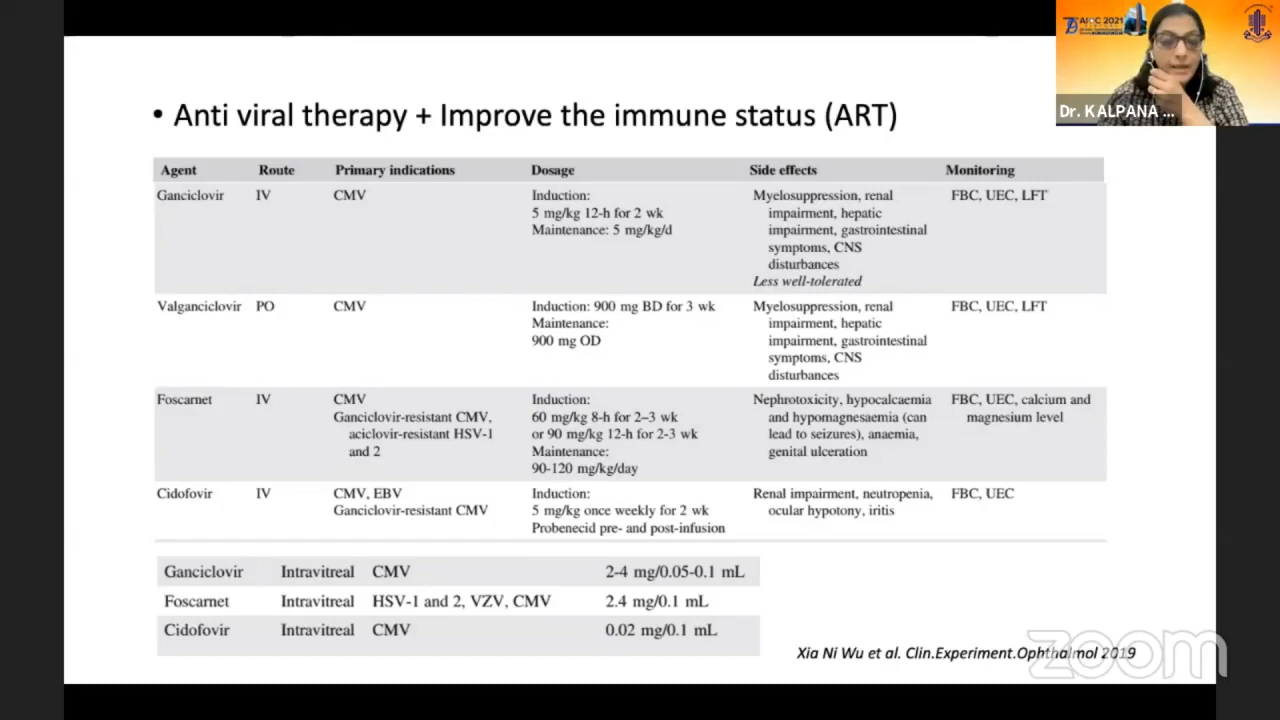 AIOC 2021
Dr. KALPANA ...
• Anti viral therapy + Improve the immune status (ART)
Agent Route Primary indications Dosage Side effects Monitoring
Ganciclovir IV CMV Induction: Myelosuppression, renal FBC, UEC, LFT
5 mg/kg 12-h for 2 wk impairment, hepatic
Maintenance: 5 mg/kg/d impairment, gastrointestinal
symptoms, CNS
disturbances
Less well-tolerated
Valganciclovir PO CMV Induction: 900 mg BD for 3 wk Myelosuppression, renal FBC, UEC, LFT
Maintenance: impairment, hepatic
900 mg OD impairment, gastrointestinal
symptoms, CNS
disturbances
Foscarnet IV CMV Induction: Nephrotoxicity, hypocalcaemia FBC, UEC, calcium and
Ganciclovir-resistant CMV, 60 mg/kg 8-h for 2–3 wk and hypomagnesaemia (can magnesium level
aciclovir-resistant HSV-1 or 90 mg/kg 12-h for 2-3 wk lead to seizures), anaemia,
and 2 Maintenance: genital ulceration
90-120 mg/kg/day
Cidofovir IV CMV, EBV Induction: Renal impairment, neutropenia, FBC, UEC
Ganciclovir-resistant CMV 5 mg/kg once weekly for 2 wk ocular hypotony, iritis
Probenecid pre- and post-infusion
Ganciclovir Intravitreal CMV 2-4 mg/0.05-0.1 mL
Foscarnet Intravitreal HSV-1 and 2, VZV, CMV 2.4 mg/0.1 mL
Cidofovir Intravitreal CMV 0.02 mg/0.1 mL
Xia Ni Wu et al. Clin.Experiment.Ophthalmol 2019
zoom